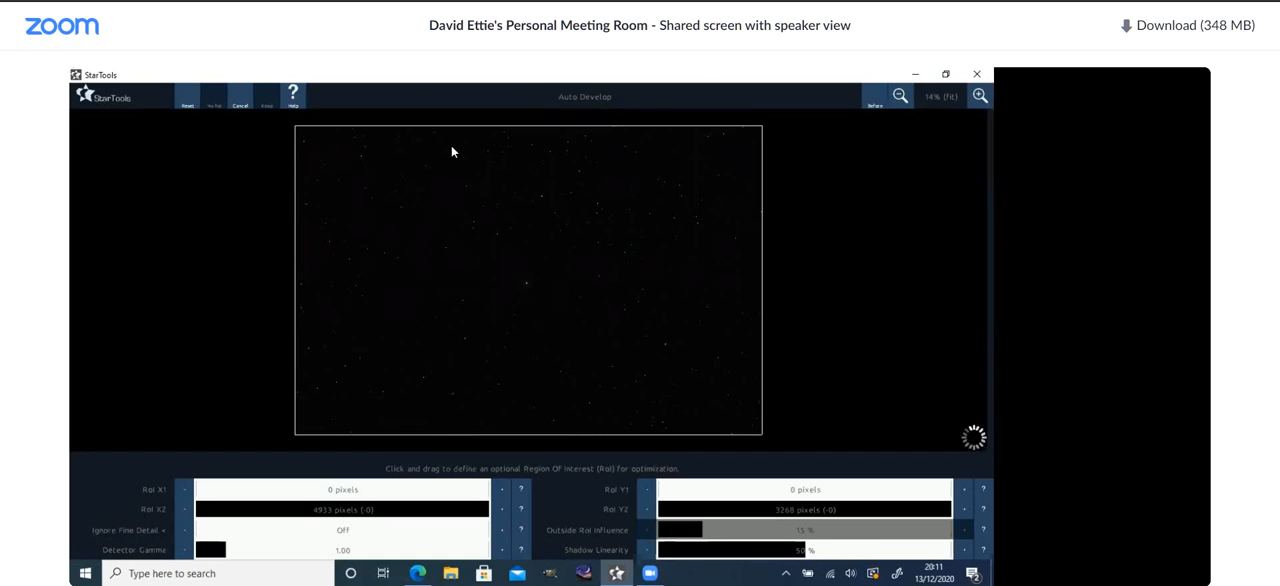 zoom David Ettie's Personal Meeting Room - Shared screen with speaker view Download (348 MB)
StarTools
StarTools Reset Cancel Keep ? Help Auto Develop Before 14% (fit)
Click and drag to define an optional Region Of Interest (RoI) for optimization.
RoI X1 - 0 pixels ? RoI Y1 - 0 pixels ?
RoI X2 - 4933 pixels (-0) ? RoI Y2 - 3268 pixels (-0) ?
Ignore Fine Detail < - Off ? Outside RoI Influence - 15 % ?
Detector Gamma - 1.00 ? Shadow Linearity - 50 % ?
Type here to search 20:11
13/12/2020 2